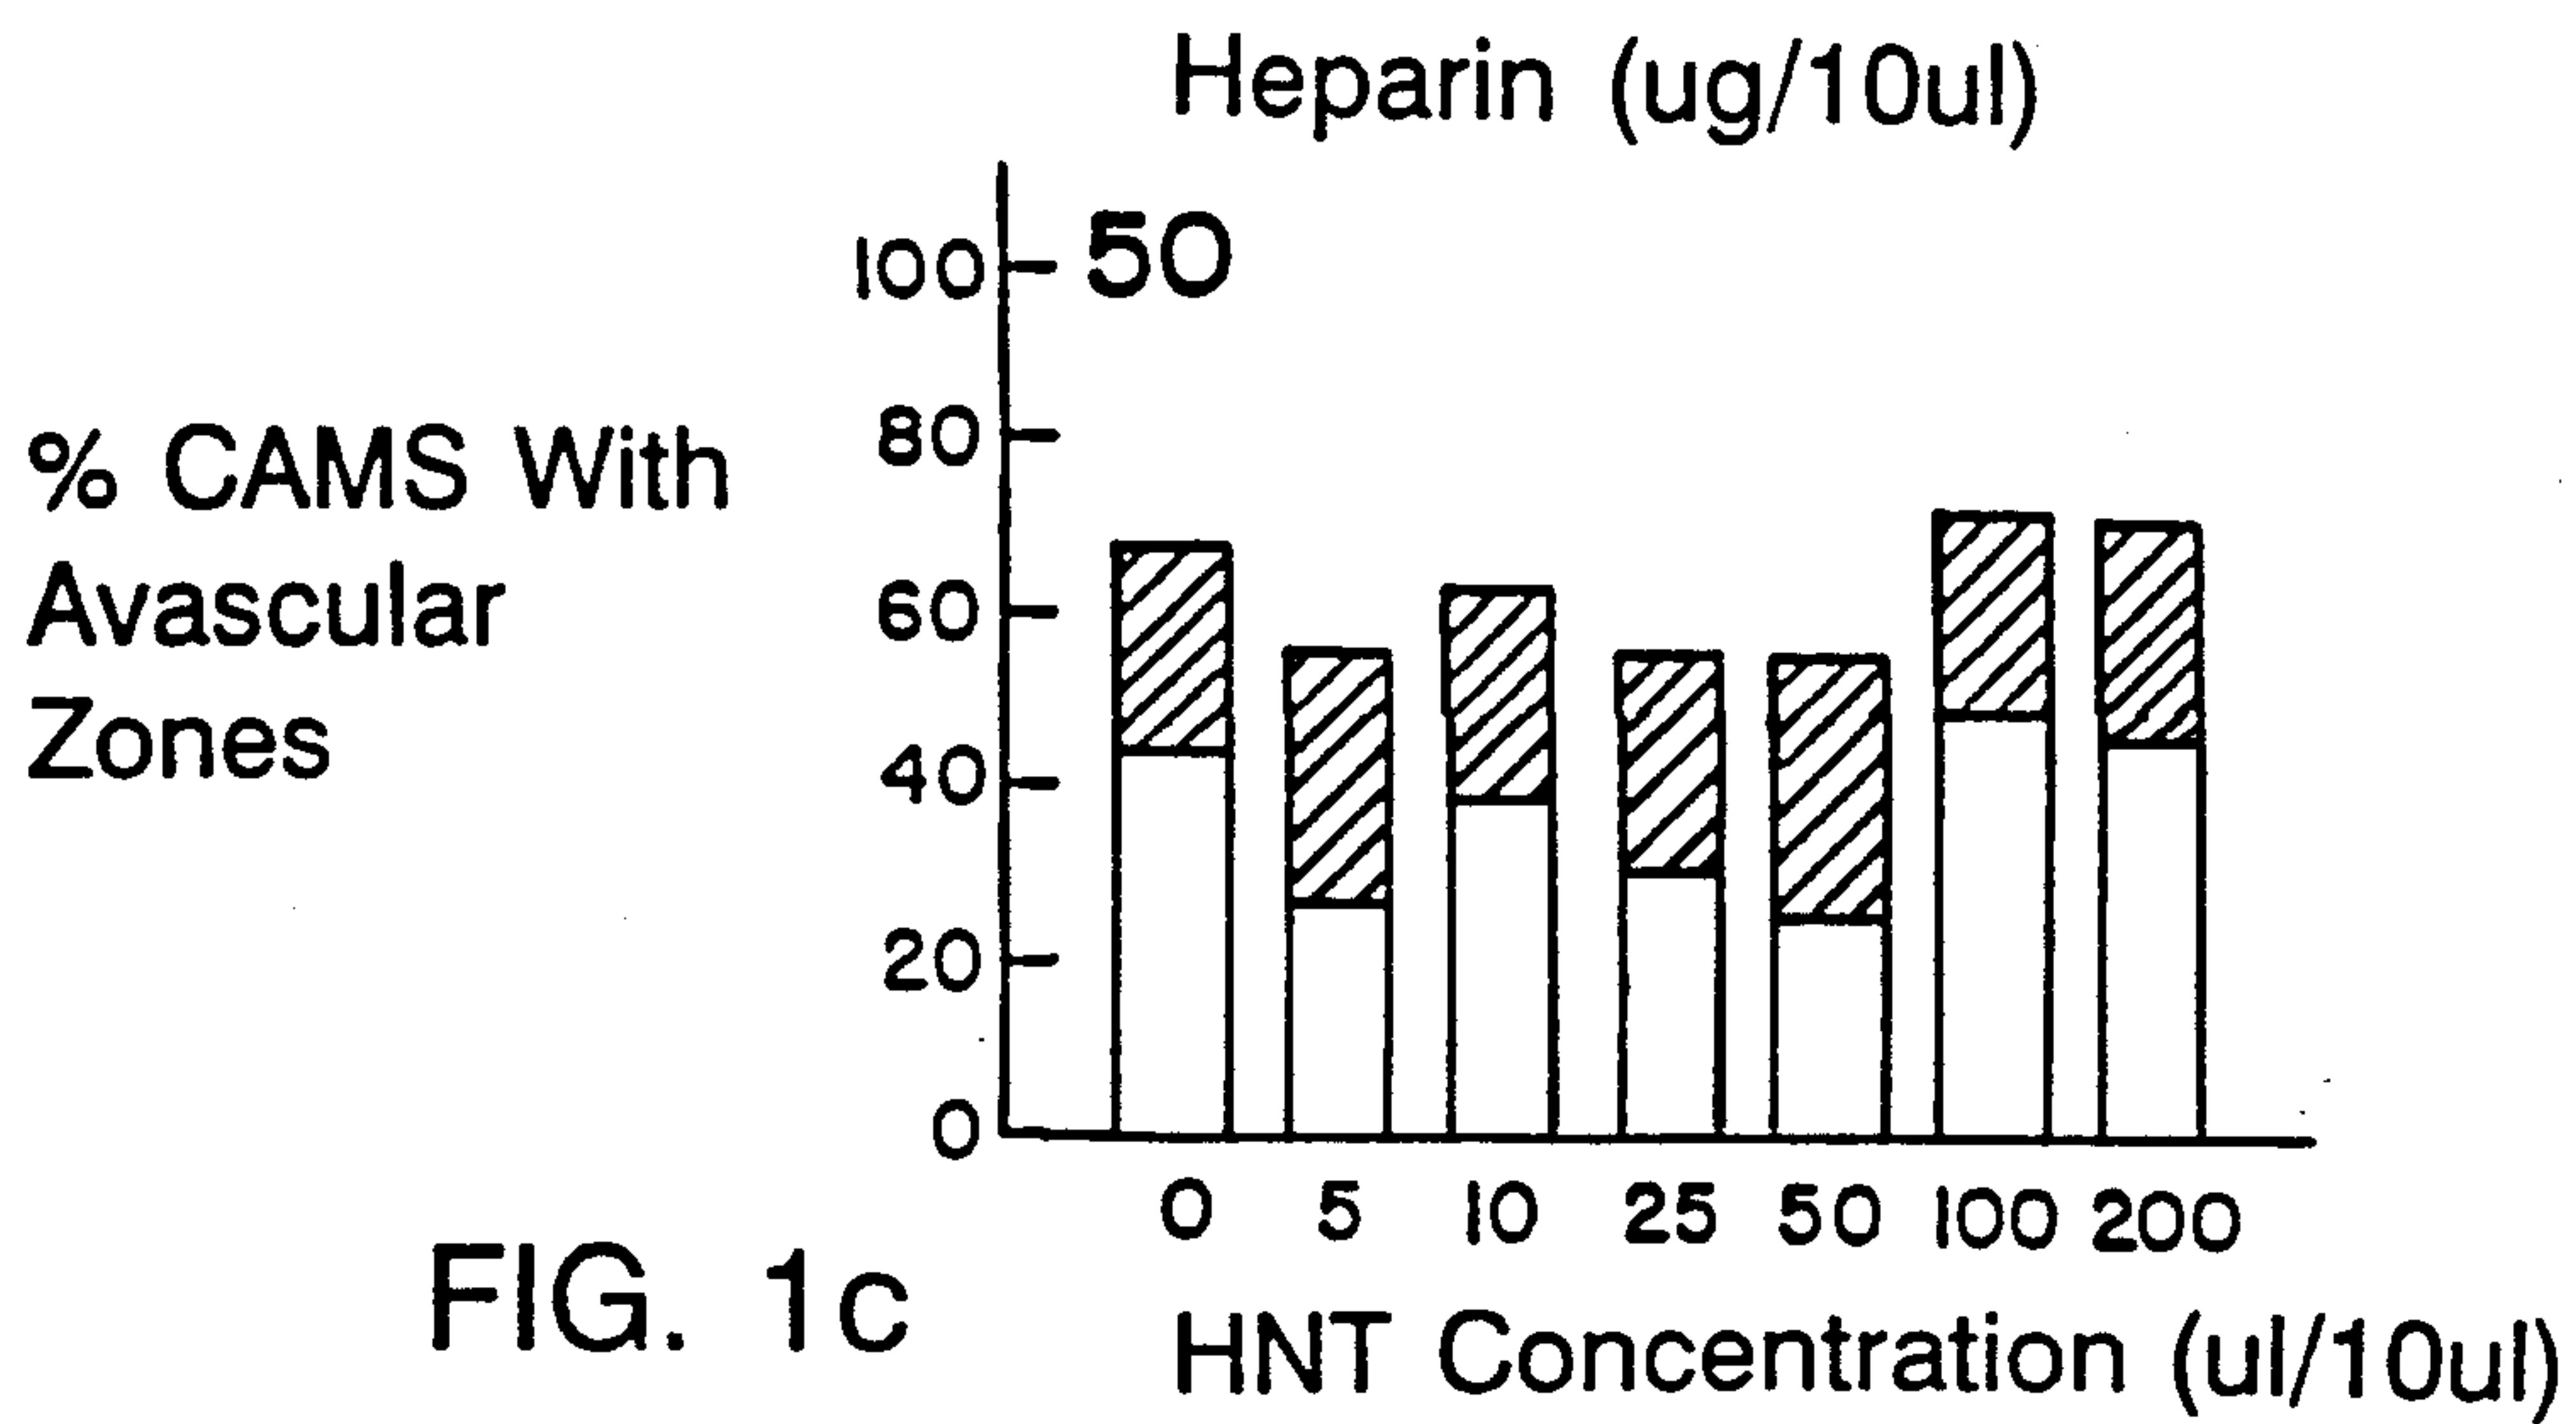 Heparin (ug/10ul)
50
100
80
60
40
20
0
% CAMS With
Avascular
Zones
0 5 10 25 50 100 200
HNT Concentration (ul/10ul)
FIG. 1c